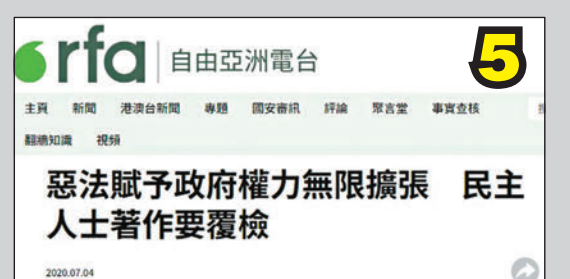 rfa 自由亞洲電台
5
主頁 新聞 港澳台新聞 專題 國安審訊 評論 眾言堂 事實查核
翻牆知識 視頻
惡法賦予政府權力無限擴張 民主
人士著作要覆檢
2020.07.04